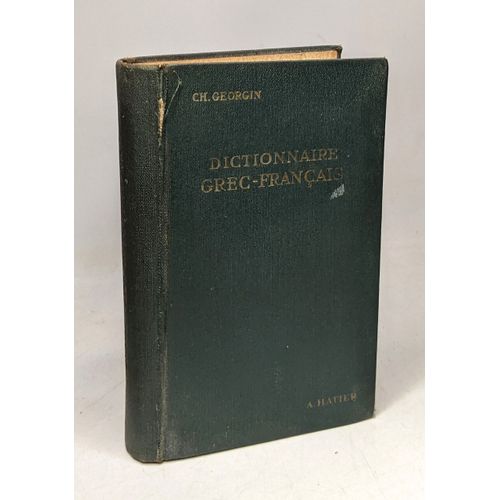 CH. GEORGIN
DICTIONNAIRE
GREC-FRANÇAIS
A. HATIER